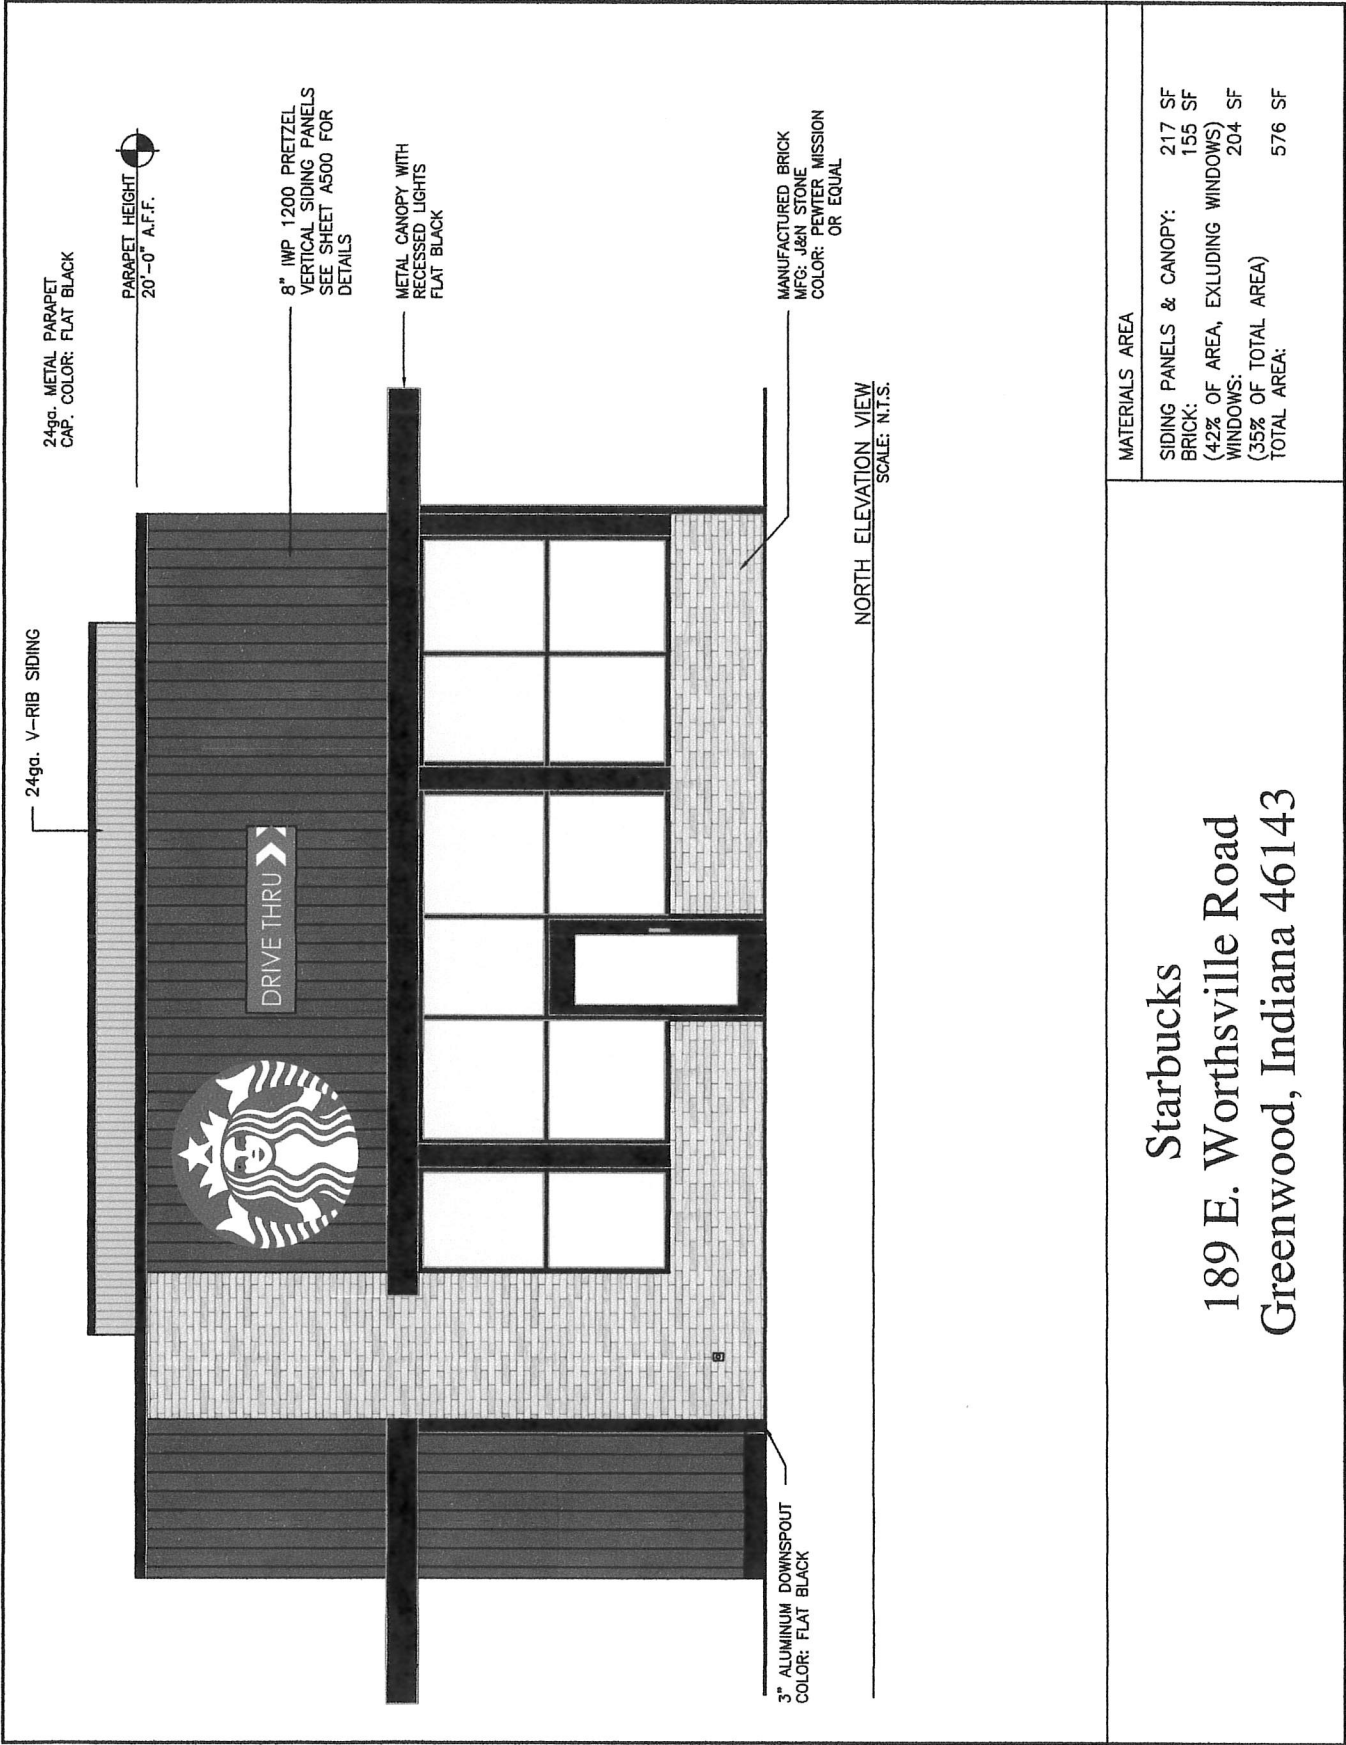 24ga. V-RIB SIDING
24ga. METAL PARAPET
CAP. COLOR: FLAT BLACK
PARAPET HEIGHT
20'-0" A.F.F.
8" IWP 1200 PRETZEL
VERTICAL SIDING PANELS
SEE SHEET A500 FOR
DETAILS
DRIVE THRU
METAL CANOPY WITH
RECESSED LIGHTS
FLAT BLACK
3" ALUMINUM DOWNSPOUT
COLOR: FLAT BLACK
MANUFACTURED BRICK
MFG: J&N STONE
COLOR: PEWTER MISSION
OR EQUAL
NORTH ELEVATION VIEW
SCALE: N.T.S.
Starbucks
189 E. Worthsville Road
Greenwood, Indiana 46143
MATERIALS AREA
SIDING PANELS & CANOPY: 217 SF
BRICK: 155 SF
(42% OF AREA, EXLUDING WINDOWS)
WINDOWS: 204 SF
(35% OF TOTAL AREA)
TOTAL AREA: 576 SF